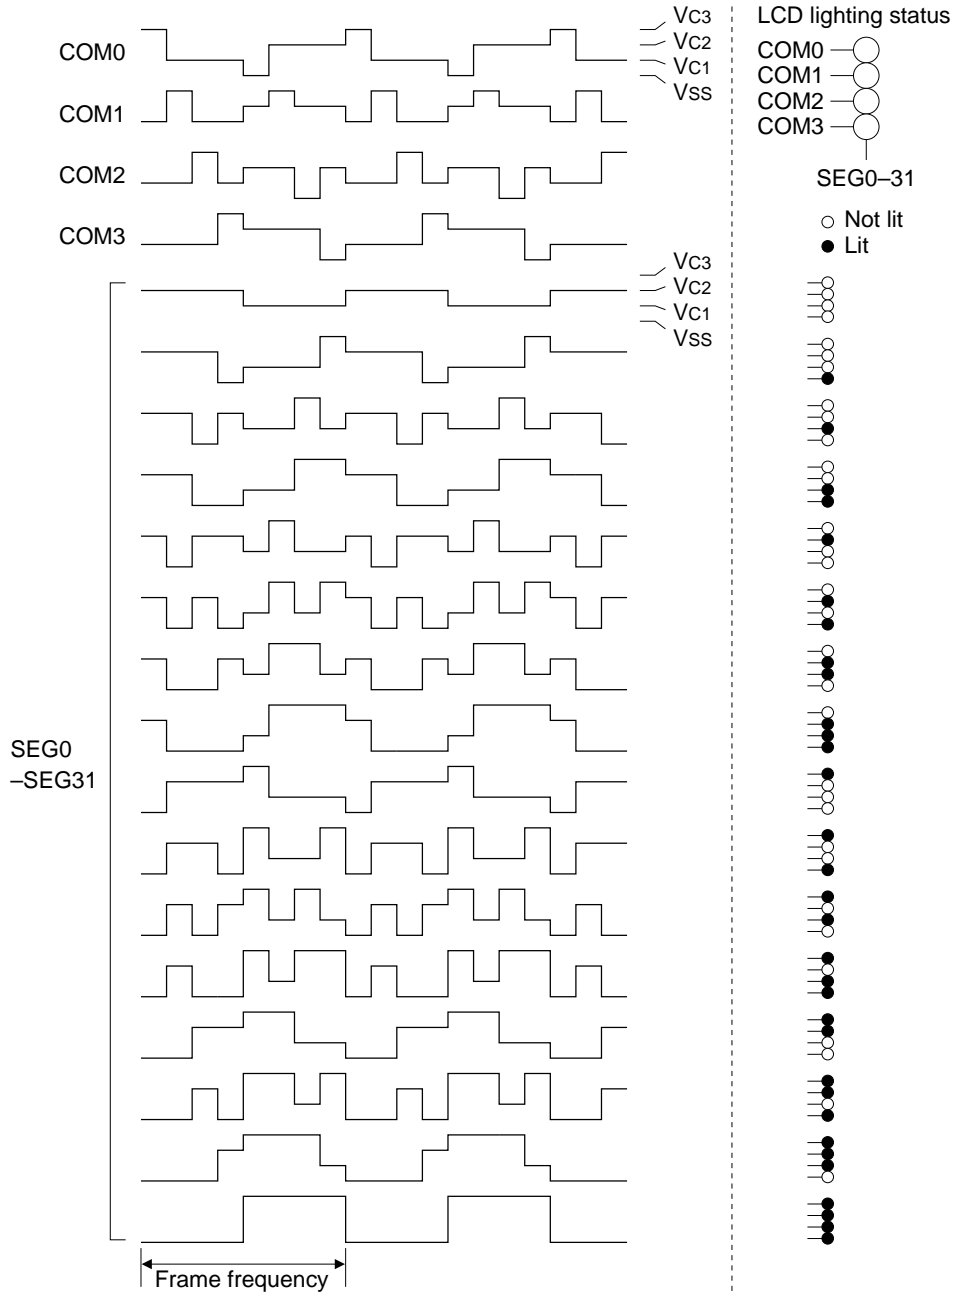 COM0
COM1
COM2
COM3
VC3
VC2
VC1
VSS
VC3
VC2
VC1
VSS
SEG0
–SEG31
Frame frequency
LCD lighting status
COM0
COM1
COM2
COM3
SEG0–31
Not lit
Lit